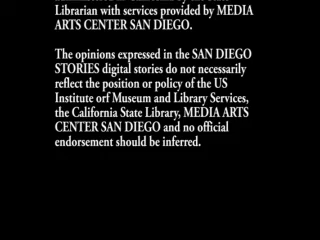 Librarian with services provided by MEDIA
ARTS CENTER SAN DIEGO.
The opinions expressed in the SAN DIEGO
STORIES digital stories do not necessarily
reflect the position or policy of the US
Institute orf Museum and Library Services,
the California State Library, MEDIA ARTS
CENTER SAN DIEGO and no official
endorsement should be inferred.